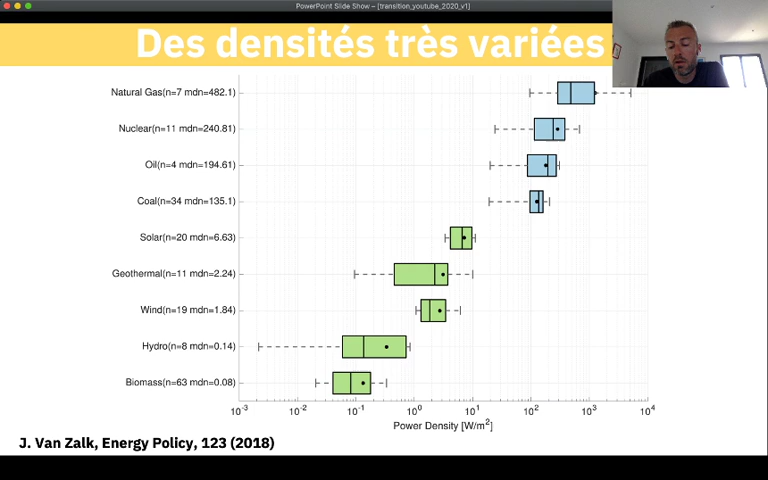 PowerPoint Slide Show – [transition_youtube_2020_v1]
Des densités très variées
Natural Gas(n=7 mdn=482.1)
Nuclear(n=11 mdn=240.81)
Oil(n=4 mdn=194.61)
Coal(n=34 mdn=135.1)
Solar(n=20 mdn=6.63)
Geothermal(n=11 mdn=2.24)
Wind(n=19 mdn=1.84)
Hydro(n=8 mdn=0.14)
Biomass(n=63 mdn=0.08)
10⁻³ 10⁻² 10⁻¹ 10⁰ 10¹ 10² 10³ 10⁴
Power Density [W/m²]
J. Van Zalk, Energy Policy, 123 (2018)